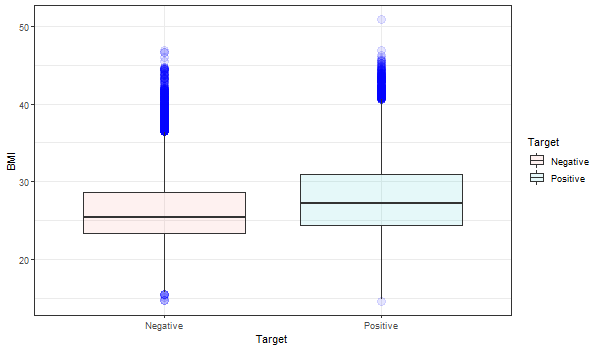 50
40
30
20
BMI
Negative
Positive
Target
Target
Negative
Positive